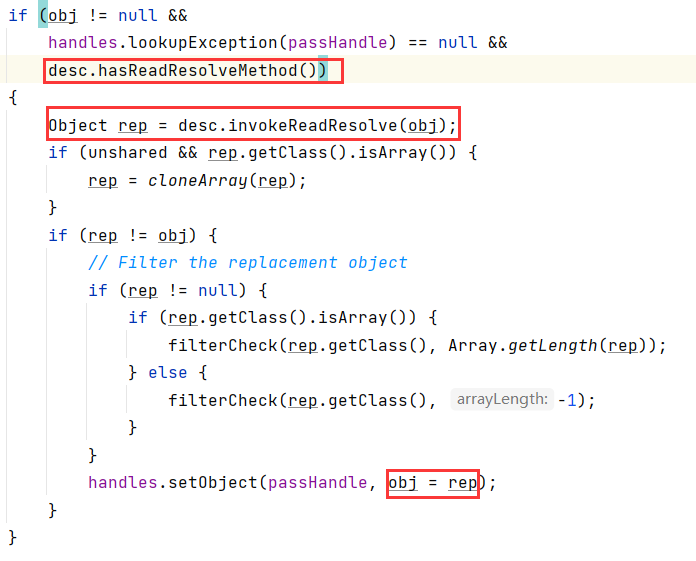 if (obj != null &&
handles.lookupException(passHandle) == null &&
desc.hasReadResolveMethod())
{
Object rep = desc.invokeReadResolve(obj);
if (unshared && rep.getClass().isArray()) {
rep = cloneArray(rep);
}
if (rep != obj) {
// Filter the replacement object
if (rep != null) {
if (rep.getClass().isArray()) {
filterCheck(rep.getClass(), Array.getLength(rep));
} else {
filterCheck(rep.getClass(), arrayLength: -1);
}
}
handles.setObject(passHandle, obj = rep);
}
}